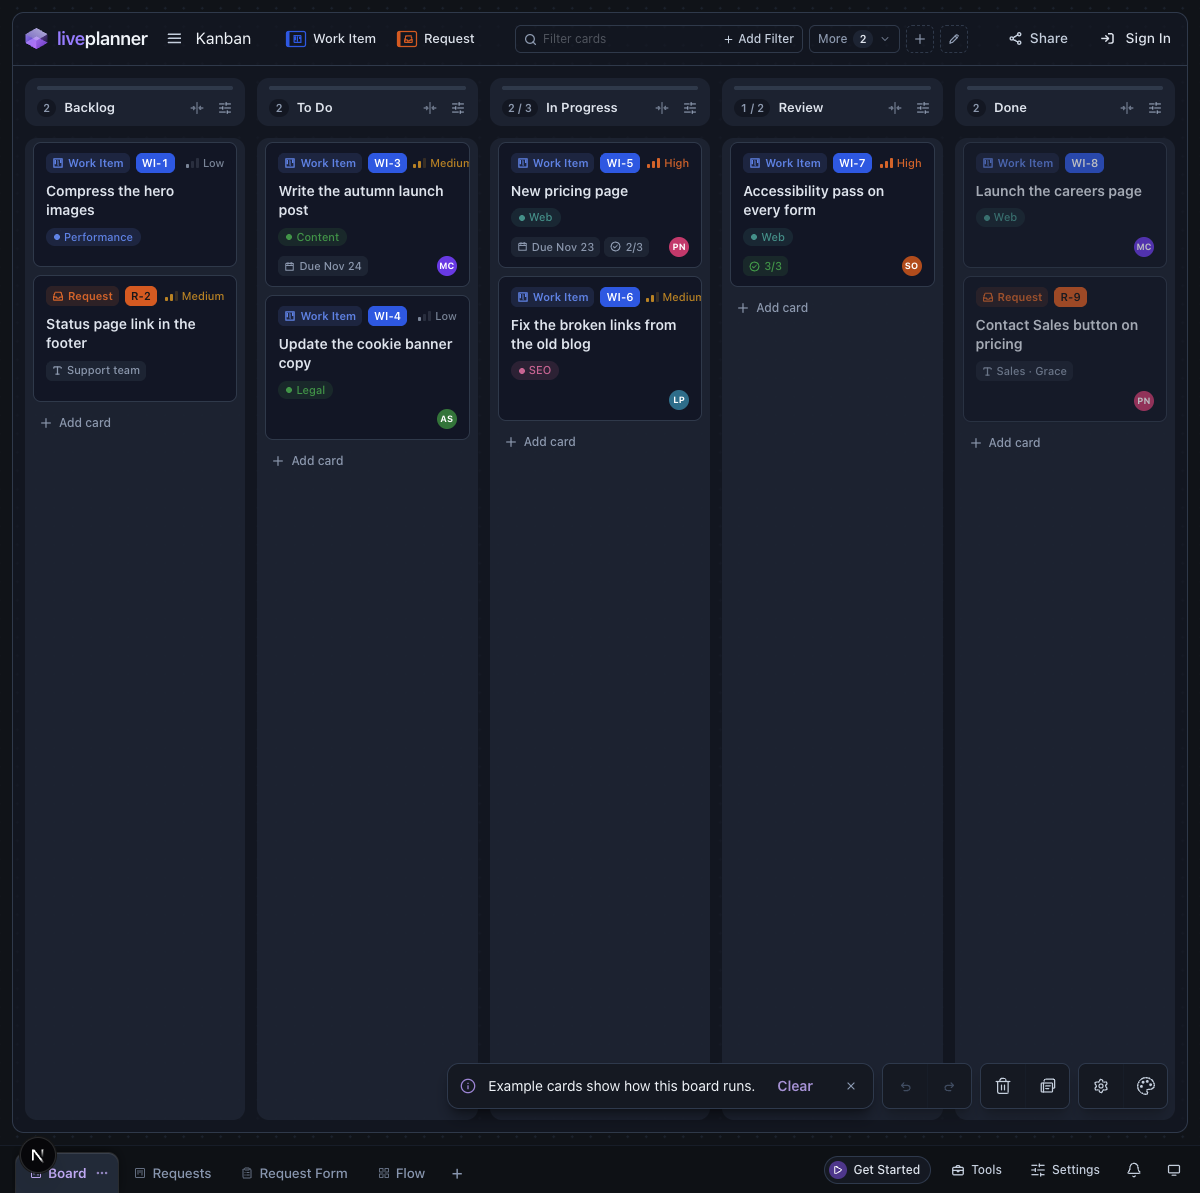 liveplanner
Kanban
Work Item
Request
Filter cards
Add Filter
More 2
Share
Sign In
2 Backlog
Work Item WI-1 Low
Compress the hero
images
Performance
Request R-2 Medium
Status page link in the
footer
Support team
Add card
2 To Do
Work Item WI-3 Medium
Write the autumn launch
post
Content
Due Nov 24 MC
Work Item WI-4 Low
Update the cookie banner
copy
Legal
AS
Add card
2 / 3 In Progress
Work Item WI-5 High
New pricing page
Web
Due Nov 23 2/3 PN
Work Item WI-6 Medium
Fix the broken links from
the old blog
SEO
LP
Add card
1 / 2 Review
Work Item WI-7 High
Accessibility pass on
every form
Web
3/3 SO
Add card
2 Done
Work Item WI-8
Launch the careers page
Web
MC
Request R-9
Contact Sales button on
pricing
Sales · Grace
PN
Add card
Example cards show how this board runs. Clear
N
Board
Requests
Request Form
Flow
Get Started
Tools
Settings